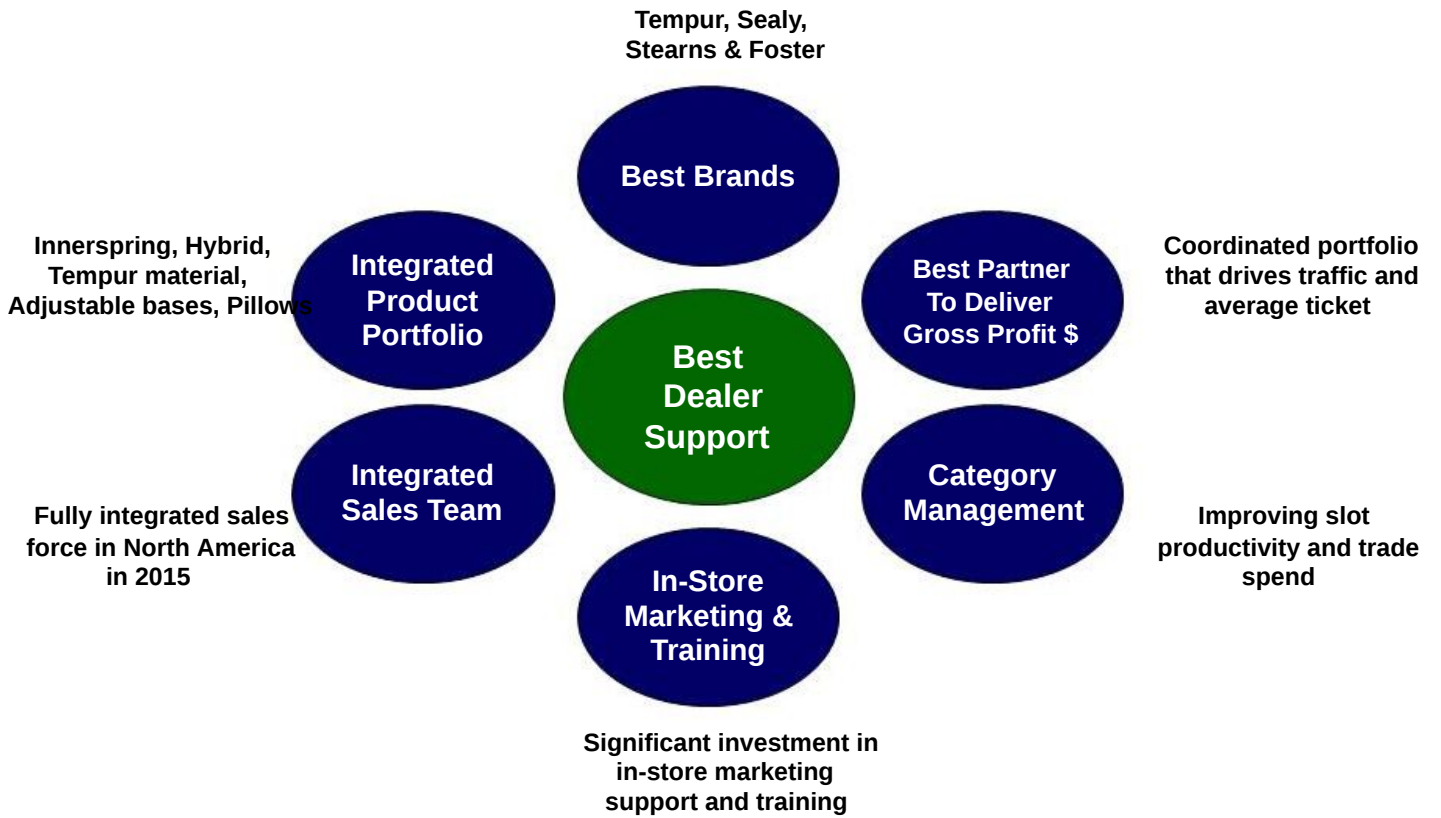 Tempur, Sealy,
Stearns & Foster
Best Brands
Innerspring, Hybrid,
Tempur material,
Adjustable bases, Pillows
Integrated
Product
Portfolio
Best Partner
To Deliver
Gross Profit $
Coordinated portfolio
that drives traffic and
average ticket
Best
Dealer
Support
Integrated
Sales Team
Fully integrated sales
force in North America
in 2015
Category
Management
Improving slot
productivity and trade
spend
In-Store
Marketing &
Training
Significant investment in
in-store marketing
support and training